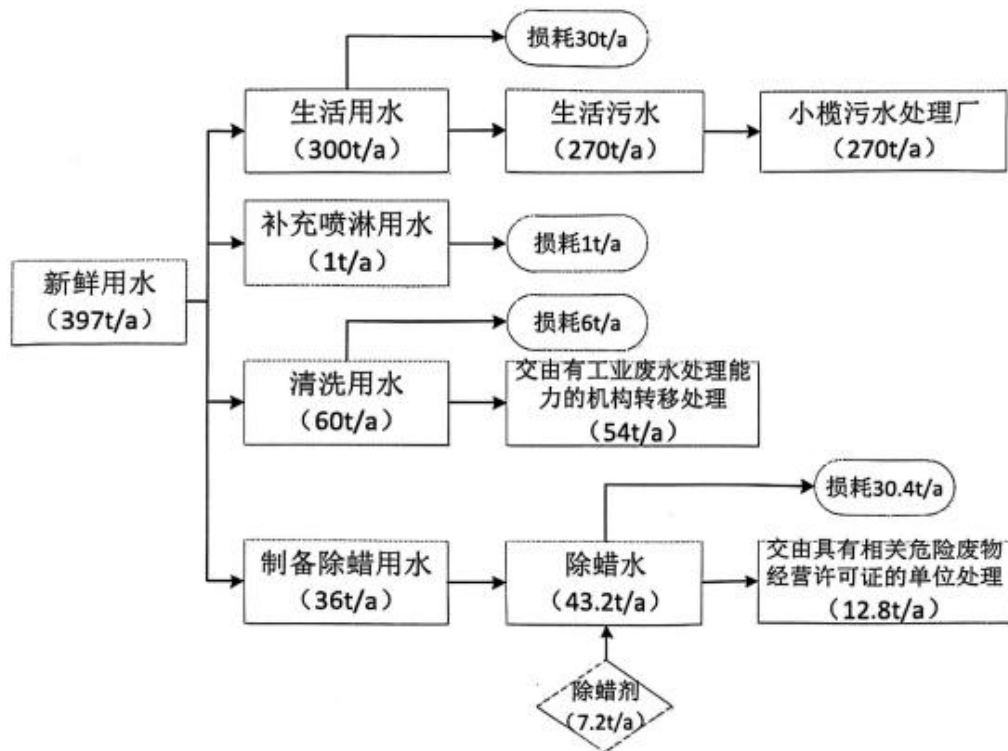 损耗30t/a
生活用水
（300t/a）
生活污水
（270t/a）
小榄污水处理厂
（270t/a）
补充喷淋用水
（1t/a）
损耗1t/a
新鲜用水
（397t/a）
损耗6t/a
清洗用水
（60t/a）
交由有工业废水处理能
力的机构转移处理
（54t/a）
损耗30.4t/a
制备除蜡用水
（36t/a）
除蜡水
（43.2t/a）
交由具有相关危险废物
经营许可证的单位处理
（12.8t/a）
除蜡剂
（7.2t/a）